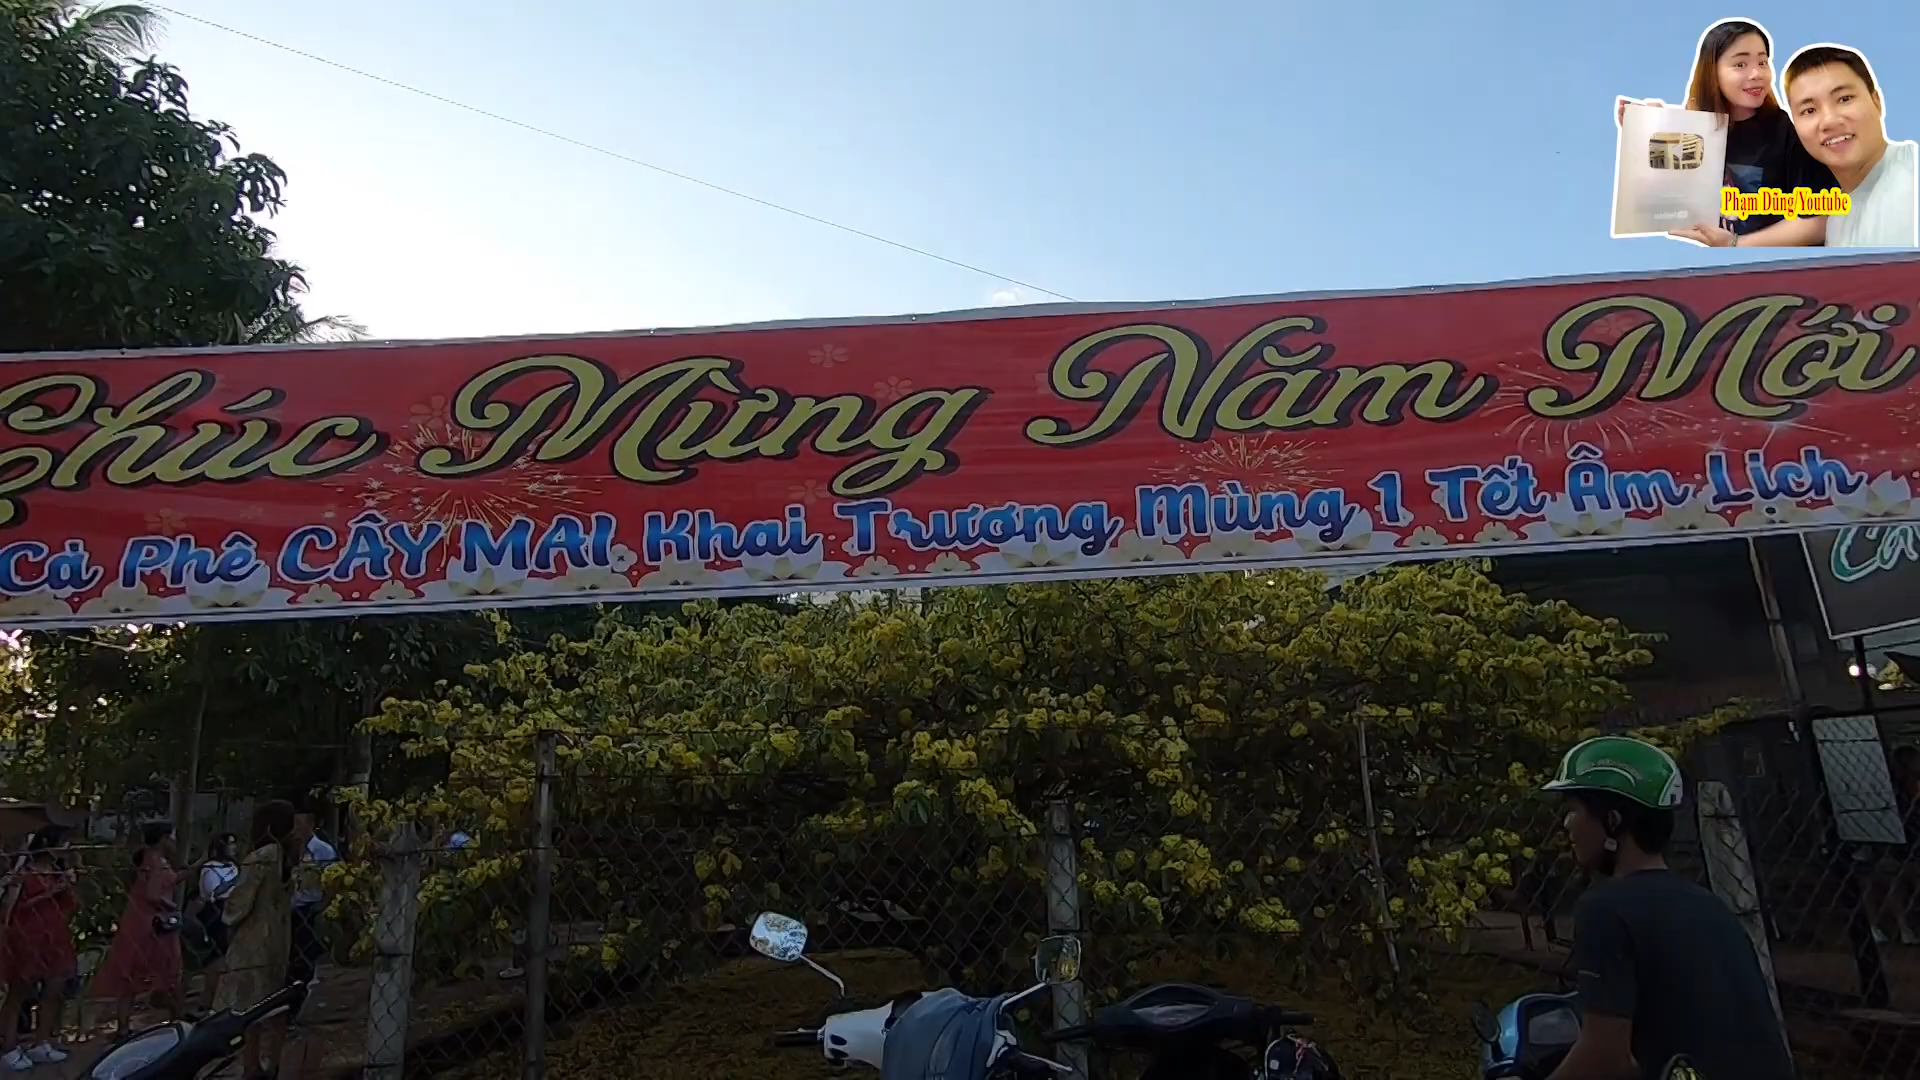 Phạm Dũng Youtube
Chúc Mừng Năm Mới
Cà Phê CÂY MAI Khai Trương Mùng 1 Tết Âm Lịch